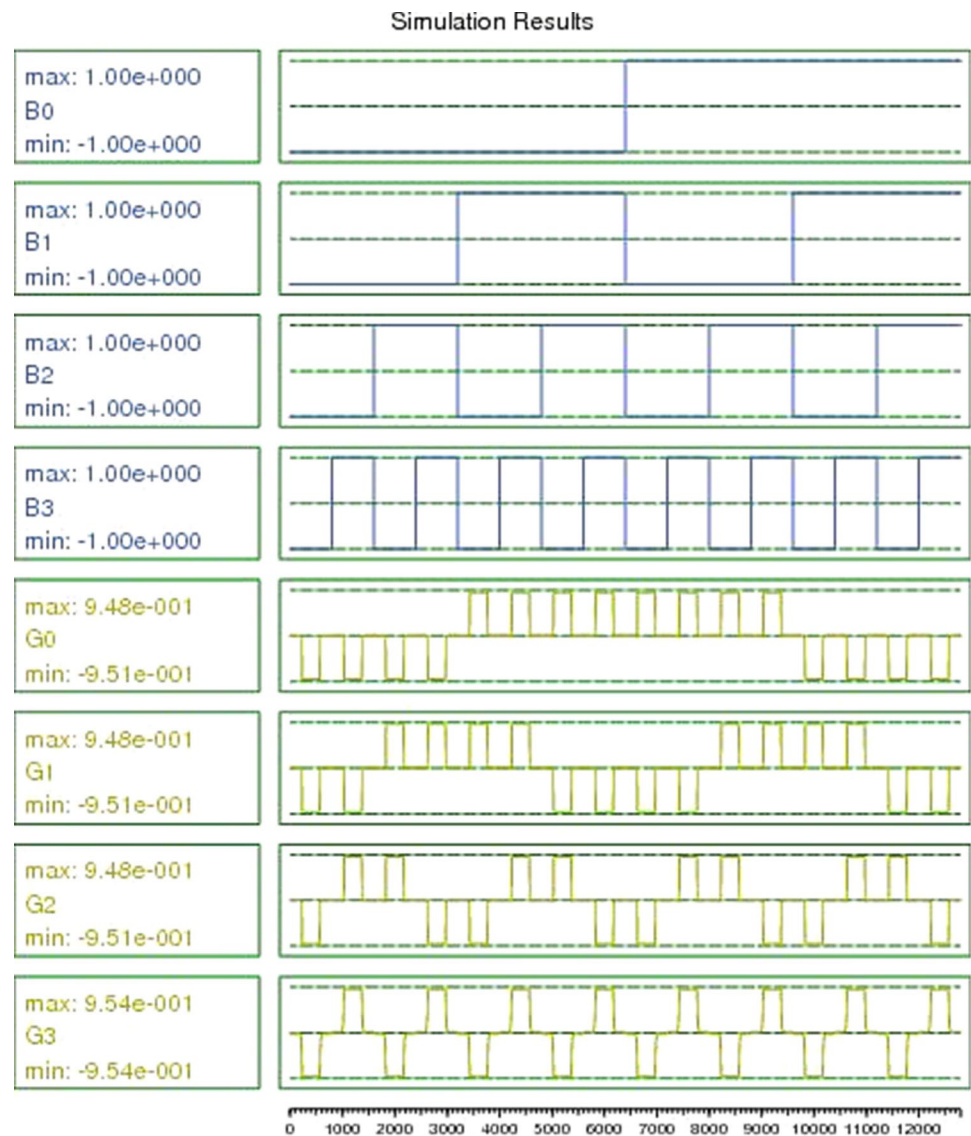 Simulation Results
max: 1.00e+000
B0
min: -1.00e+000
max: 1.00e+000
B1
min: -1.00e+000
max: 1.00e+000
B2
min: -1.00e+000
max: 1.00e+000
B3
min: -1.00e+000
max: 9.48e-001
G0
min: -9.51e-001
max: 9.48e-001
G1
min: -9.51e-001
max: 9.48e-001
G2
min: -9.51e-001
max: 9.54e-001
G3
min: -9.54e-001
0 1000 2000 3000 4000 5000 6000 7000 8000 9000 10000 11000 12000